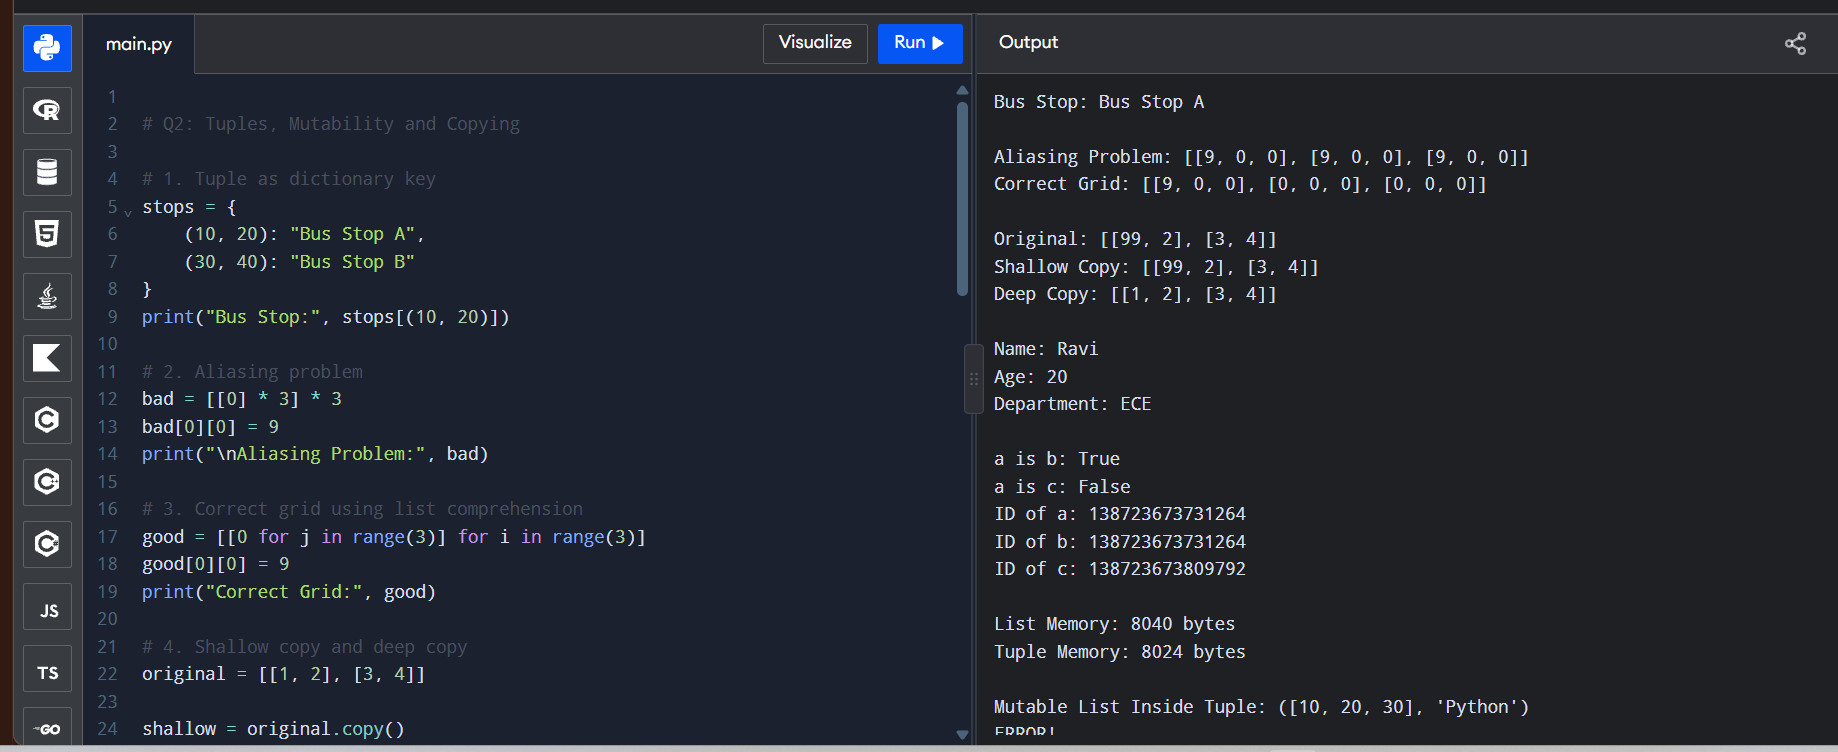 main.py
Visualize
Run
Output
1
2 # Q2: Tuples, Mutability and Copying
3
4 # 1. Tuple as dictionary key
5 stops = {
6 (10, 20): "Bus Stop A",
7 (30, 40): "Bus Stop B"
8 }
9 print("Bus Stop:", stops[(10, 20)])
10
11 # 2. Aliasing problem
12 bad = [[0] * 3] * 3
13 bad[0][0] = 9
14 print("\nAliasing Problem:", bad)
15
16 # 3. Correct grid using list comprehension
17 good = [[0 for j in range(3)] for i in range(3)]
18 good[0][0] = 9
19 print("Correct Grid:", good)
20
21 # 4. Shallow copy and deep copy
22 original = [[1, 2], [3, 4]]
23
24 shallow = original.copy()
Bus Stop: Bus Stop A
Aliasing Problem: [[9, 0, 0], [9, 0, 0], [9, 0, 0]]
Correct Grid: [[9, 0, 0], [0, 0, 0], [0, 0, 0]]
Original: [[99, 2], [3, 4]]
Shallow Copy: [[99, 2], [3, 4]]
Deep Copy: [[1, 2], [3, 4]]
Name: Ravi
Age: 20
Department: ECE
a is b: True
a is c: False
ID of a: 138723673731264
ID of b: 138723673731264
ID of c: 138723673809792
List Memory: 8040 bytes
Tuple Memory: 8024 bytes
Mutable List Inside Tuple: ([10, 20, 30], 'Python')
ERROR!
R
5
C
C
C
JS
TS
GO